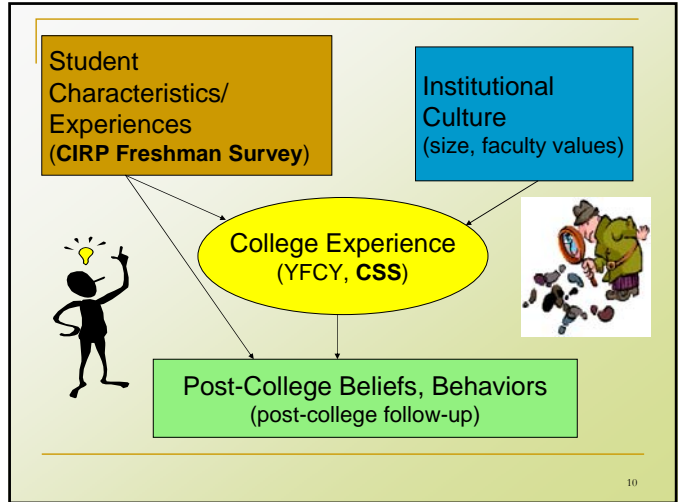 Student
Characteristics/
Experiences
(CIRP Freshman Survey)
Institutional
Culture
(size, faculty values)
College Experience
(YFCY, CSS)
Post-College Beliefs, Behaviors
(post-college follow-up)
10